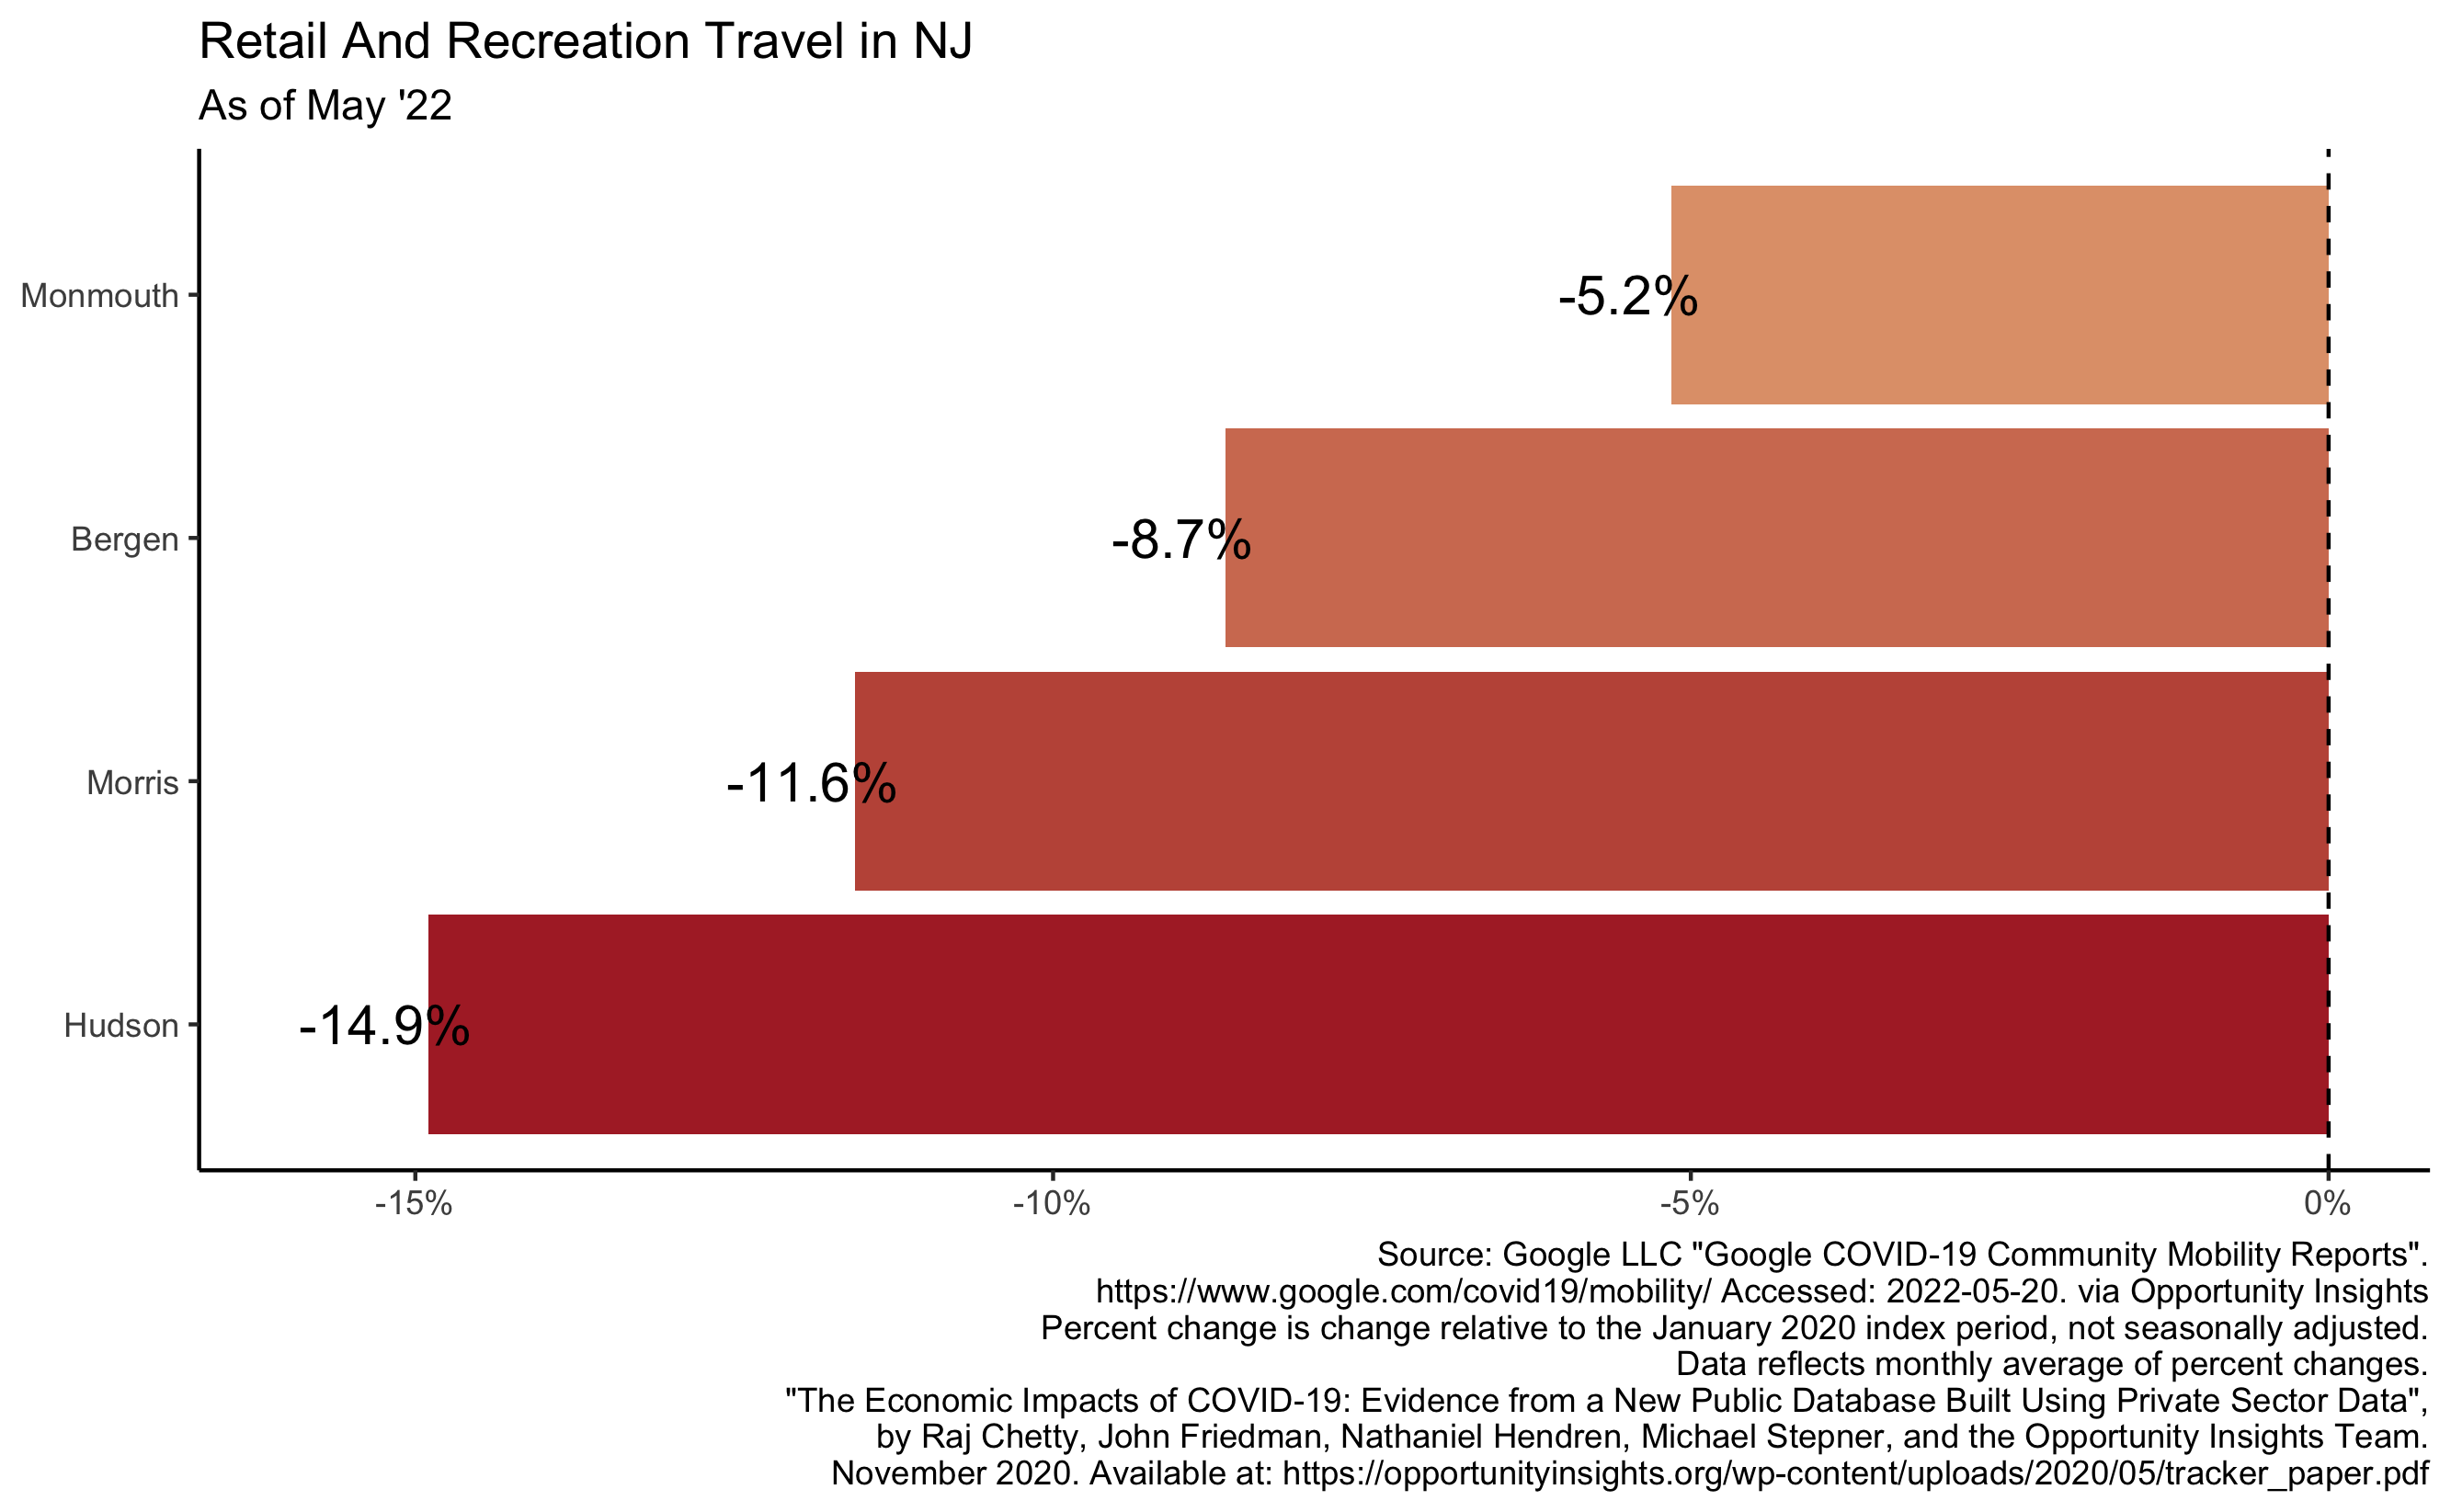 Retail And Recreation Travel in NJ
As of May '22
Monmouth
-5.2%
Bergen
-8.7%
Morris
-11.6%
Hudson
-14.9%
-15%
-10%
-5%
0%
Source: Google LLC "Google COVID-19 Community Mobility Reports".
https://www.google.com/covid19/mobility/ Accessed: 2022-05-20. via Opportunity Insights
Percent change is change relative to the January 2020 index period, not seasonally adjusted.
Data reflects monthly average of percent changes.
"The Economic Impacts of COVID-19: Evidence from a New Public Database Built Using Private Sector Data",
by Raj Chetty, John Friedman, Nathaniel Hendren, Michael Stepner, and the Opportunity Insights Team.
November 2020. Available at: https://opportunityinsights.org/wp-content/uploads/2020/05/tracker_paper.pdf